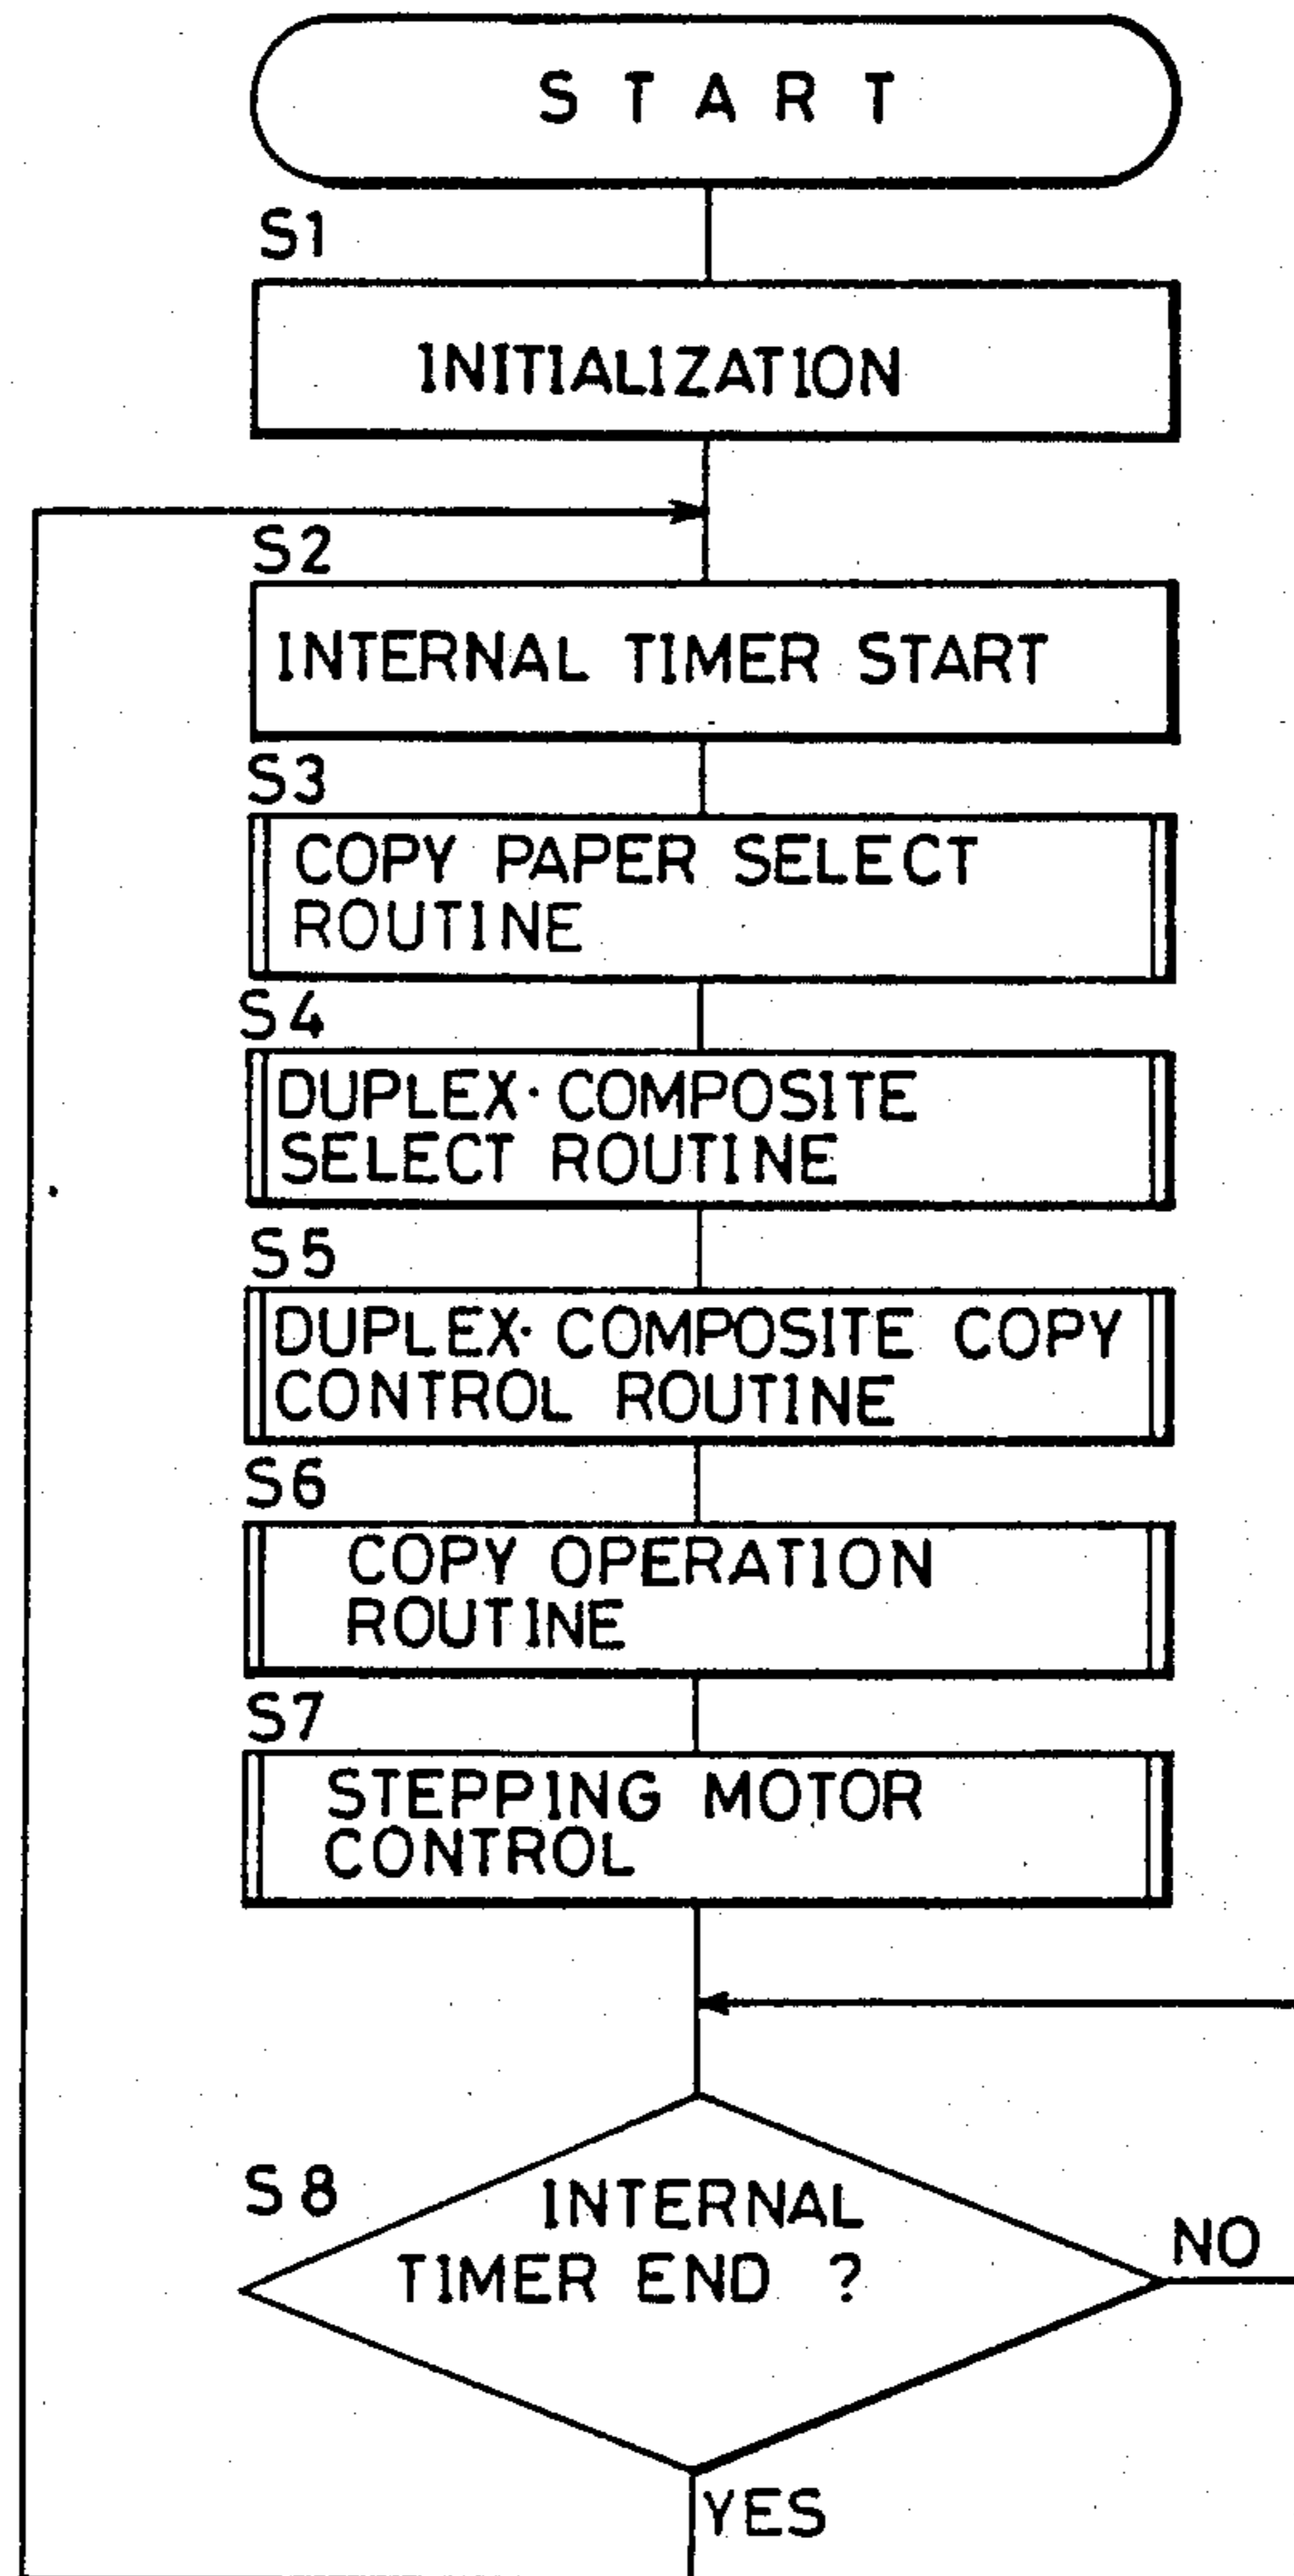 START
S1
INITIALIZATION
S2
INTERNAL TIMER START
S3
COPY PAPER SELECT
ROUTINE
S4
DUPLEX·COMPOSITE
SELECT ROUTINE
S5
DUPLEX·COMPOSITE COPY
CONTROL ROUTINE
S6
COPY OPERATION
ROUTINE
S7
STEPPING MOTOR
CONTROL
S8
INTERNAL
TIMER END ?
NO
YES